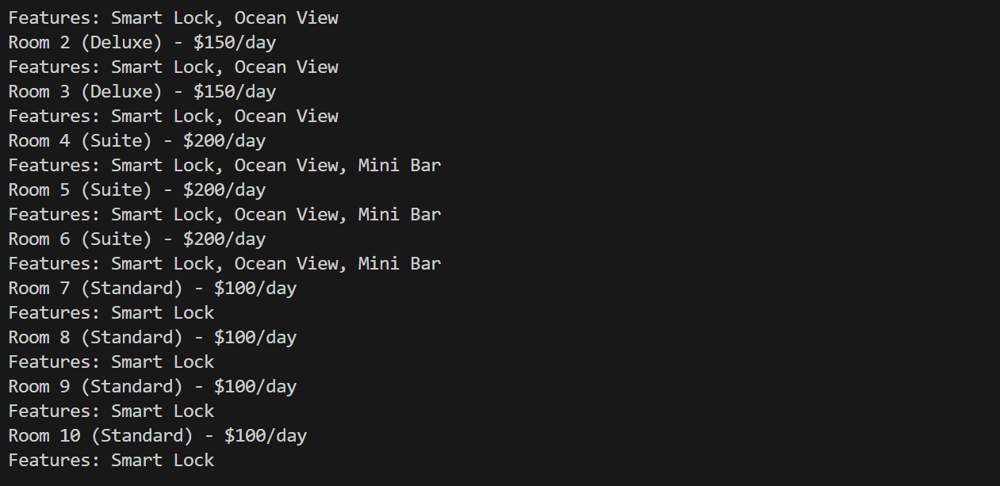 Features: Smart Lock, Ocean View
Room 2 (Deluxe) - $150/day
Features: Smart Lock, Ocean View
Room 3 (Deluxe) - $150/day
Features: Smart Lock, Ocean View
Room 4 (Suite) - $200/day
Features: Smart Lock, Ocean View, Mini Bar
Room 5 (Suite) - $200/day
Features: Smart Lock, Ocean View, Mini Bar
Room 6 (Suite) - $200/day
Features: Smart Lock, Ocean View, Mini Bar
Room 7 (Standard) - $100/day
Features: Smart Lock
Room 8 (Standard) - $100/day
Features: Smart Lock
Room 9 (Standard) - $100/day
Features: Smart Lock
Room 10 (Standard) - $100/day
Features: Smart Lock